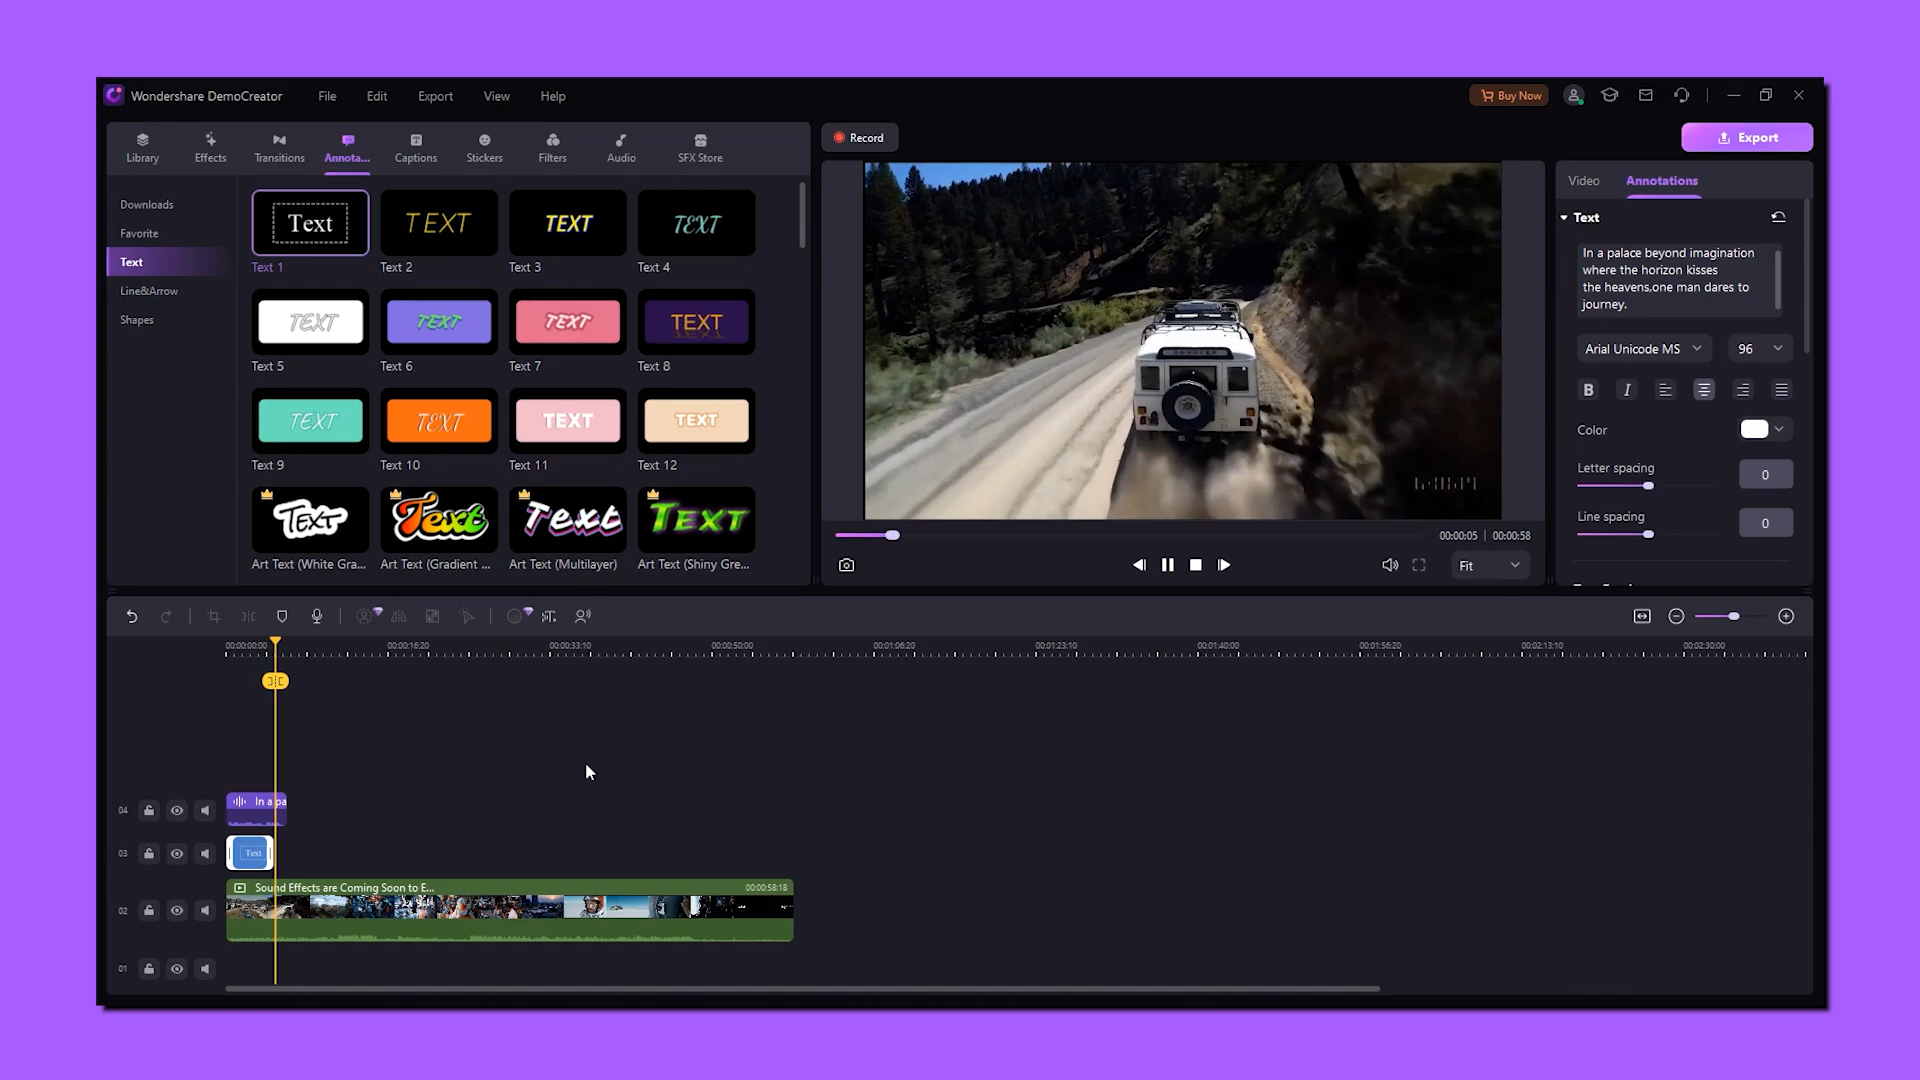 Wondershare DemoCreator
File
Edit
Export
View
Help
Buy Now
Library
Effects
Transitions
Annota...
Captions
Stickers
Filters
Audio
SFX Store
Record
Export
Downloads
Favorite
Text
Line&Arrow
Shapes
Text
TEXT
TEXT
TEXT
Text 1
Text 2
Text 3
Text 4
TEXT
TEXT
TEXT
TEXT
Text 5
Text 6
Text 7
Text 8
TEXT
TEXT
TEXT
TEXT
Text 9
Text 10
Text 11
Text 12
TEXT
Text
Text
TEXT
Art Text (White Gra...
Art Text (Gradient ...
Art Text (Multilayer)
Art Text (Shiny Gre...
00:00:05 | 00:00:58
Fit
Video
Annotations
Text
In a palace beyond imagination
where the horizon kisses
the heavens,one man dares to
journey.
Arial Unicode MS
96
B
I
Color
Letter spacing
0
Line spacing
0
00:00:00:00
00:00:16:20
00:00:33:10
00:00:50:00
00:01:06:20
00:01:23:10
00:01:40:00
00:01:56:20
00:02:13:10
00:02:30:00
04
In a pa
03
Text
Sound Effects are Coming Soon to E...
00:00:58:18
02
01